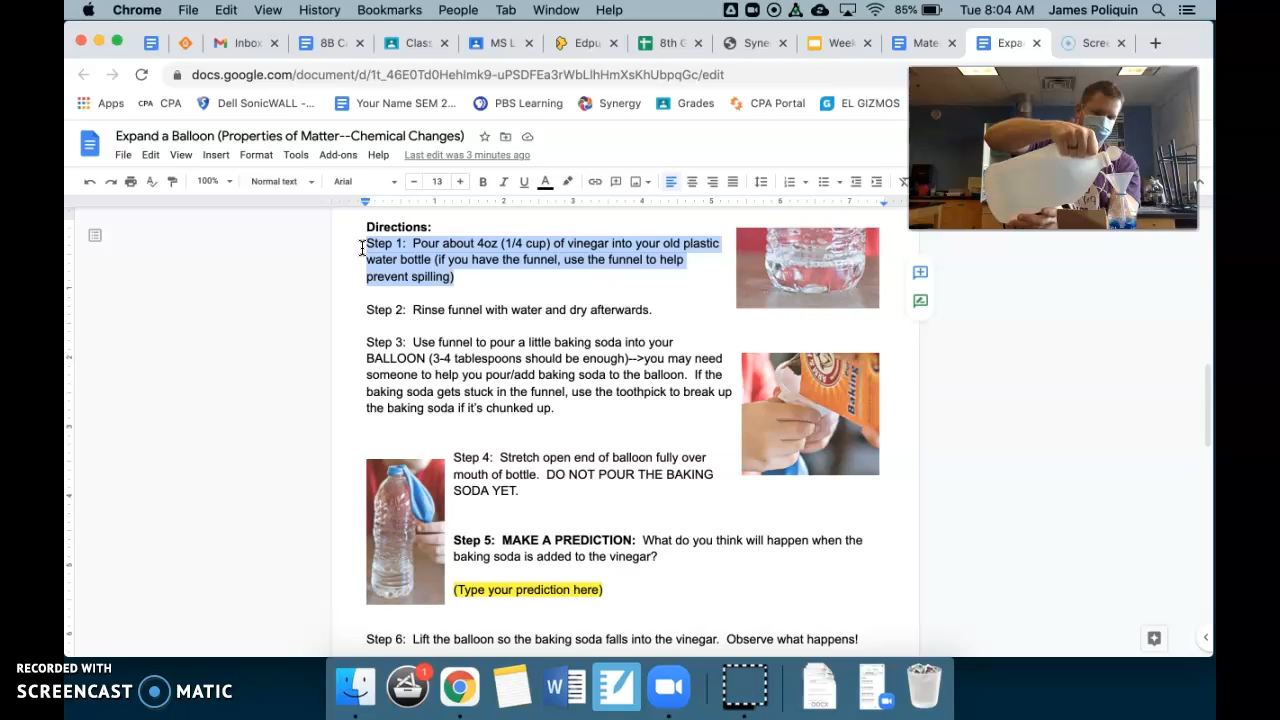 Chrome File Edit View History Bookmarks People Tab Window Help 85% Tue 8:04 AM James Poliquin
Inbox 8B C Class MS L Edpu 8th G Syne Week Mate Expa Scre
docs.google.com/document/d/1t_46E0Td0HehImk9-uPSDFEa3rWbLlhHmXsKhUbpqGc/edit
Apps CPA CPA Dell SonicWALL -... Your Name SEM 2... PBS Learning Synergy Grades CPA Portal EL GIZMOS
Expand a Balloon (Properties of Matter--Chemical Changes)
File Edit View Insert Format Tools Add-ons Help Last edit was 3 minutes ago
100% Normal text Arial 13 B I U A
1 2 3 4 5 6 7
Directions:
Step 1: Pour about 4oz (1/4 cup) of vinegar into your old plastic
water bottle (if you have the funnel, use the funnel to help
prevent spilling)
Step 2: Rinse funnel with water and dry afterwards.
Step 3: Use funnel to pour a little baking soda into your
BALLOON (3-4 tablespoons should be enough)-->you may need
someone to help you pour/add baking soda to the balloon. If the
baking soda gets stuck in the funnel, use the toothpick to break up
the baking soda if it's chunked up.
Baking
Step 4: Stretch open end of balloon fully over
mouth of bottle. DO NOT POUR THE BAKING
SODA YET.
Step 5: MAKE A PREDICTION: What do you think will happen when the
baking soda is added to the vinegar?
(Type your prediction here)
Step 6: Lift the balloon so the baking soda falls into the vinegar. Observe what happens!
RECORDED WITH
SCREENCAST MATIC
1
W
DOCX